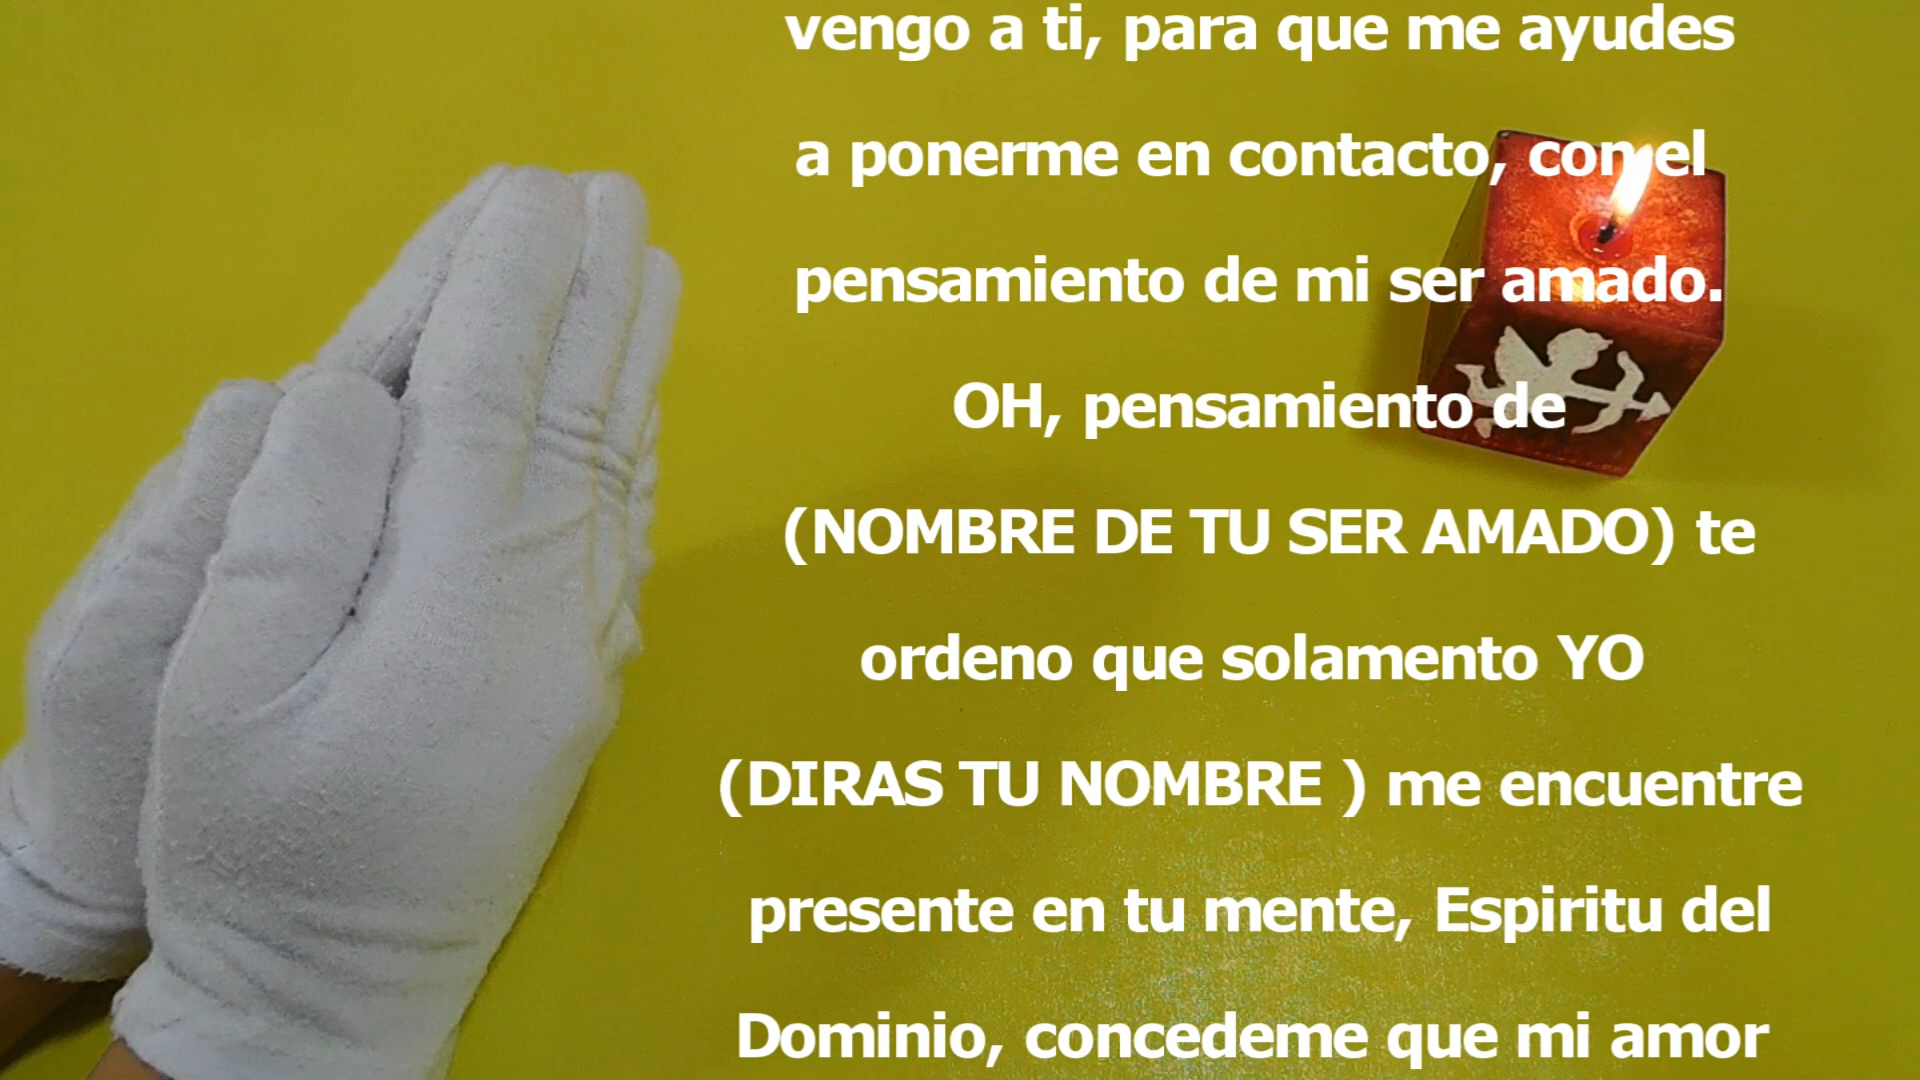 vengo a ti, para que me ayudes
a ponerme en contacto, con el
pensamiento de mi ser amado.
OH, pensamiento de
(NOMBRE DE TU SER AMADO) te
ordeno que solamento YO
(DIRAS TU NOMBRE ) me encuentre
presente en tu mente, Espiritu del
Dominio, concedeme que mi amor